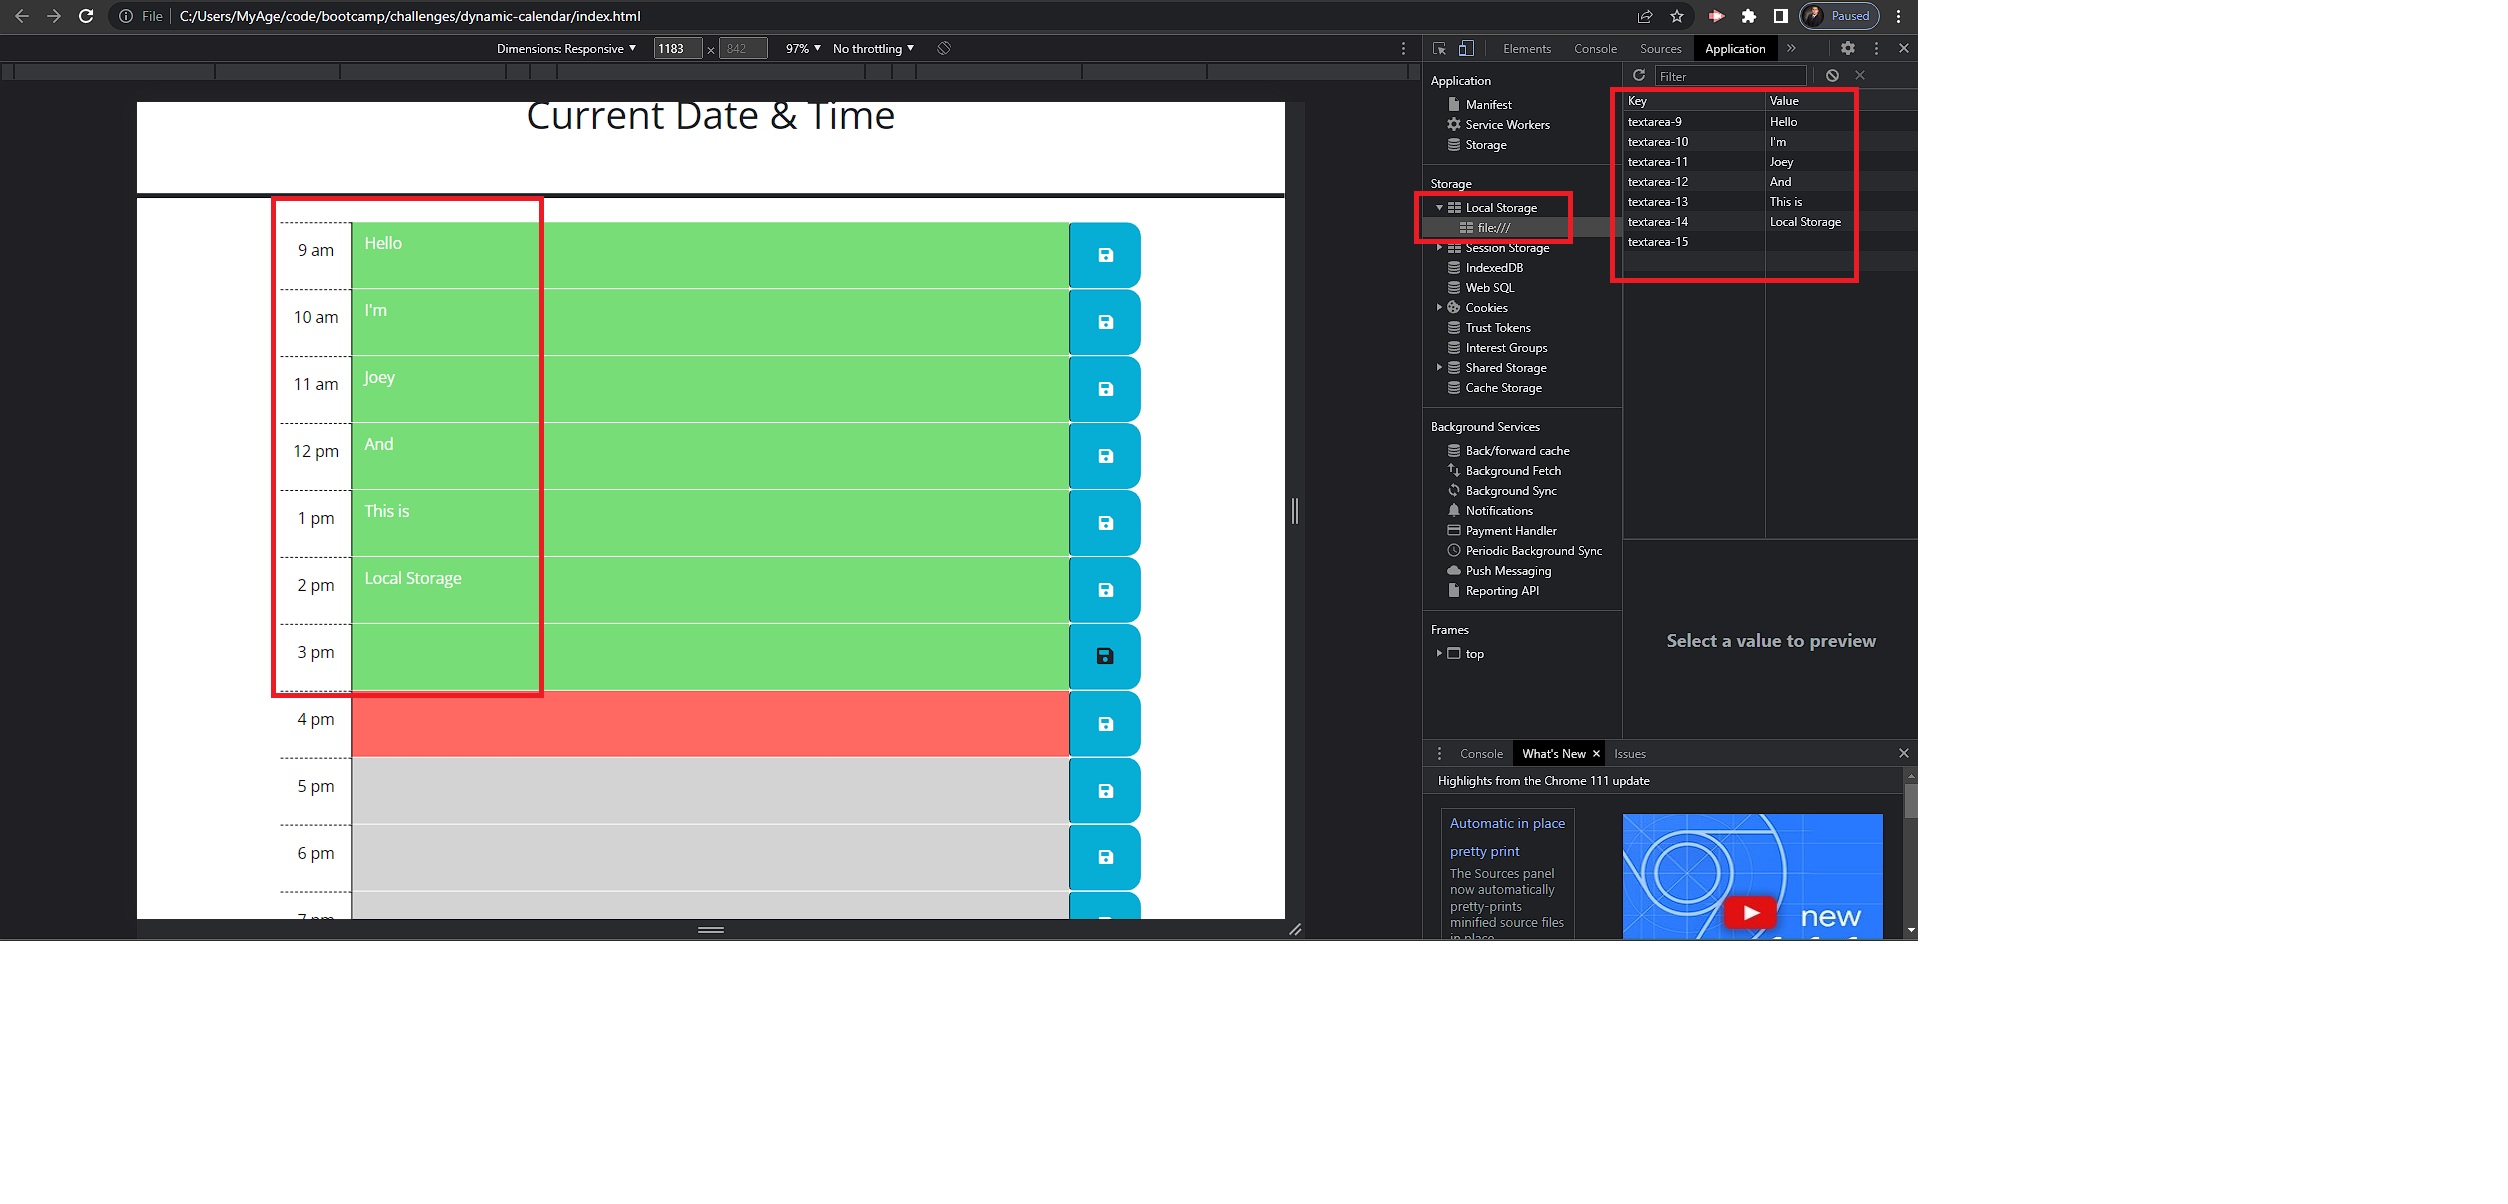 File C:/Users/MyAge/code/bootcamp/challenges/dynamic-calendar/index.html Paused
Dimensions: Responsive 1183 × 842 97% No throttling
Current Date & Time
9 am Hello
10 am I'm
11 am Joey
12 pm And
1 pm This is
2 pm Local Storage
3 pm
4 pm
5 pm
6 pm
7 pm
Elements Console Sources Application »
Filter
Application
Manifest
Service Workers
Storage
Storage
Local Storage
file:///
Session Storage
IndexedDB
Web SQL
Cookies
Trust Tokens
Interest Groups
Shared Storage
Cache Storage
Background Services
Back/forward cache
Background Fetch
Background Sync
Notifications
Payment Handler
Periodic Background Sync
Push Messaging
Reporting API
Frames
top
Key Value
textarea-9 Hello
textarea-10 I'm
textarea-11 Joey
textarea-12 And
textarea-13 This is
textarea-14 Local Storage
textarea-15
Select a value to preview
Console What's New × Issues
Highlights from the Chrome 111 update
Automatic in place
pretty print
The Sources panel
now automatically
pretty-prints
minified source files
in place
new